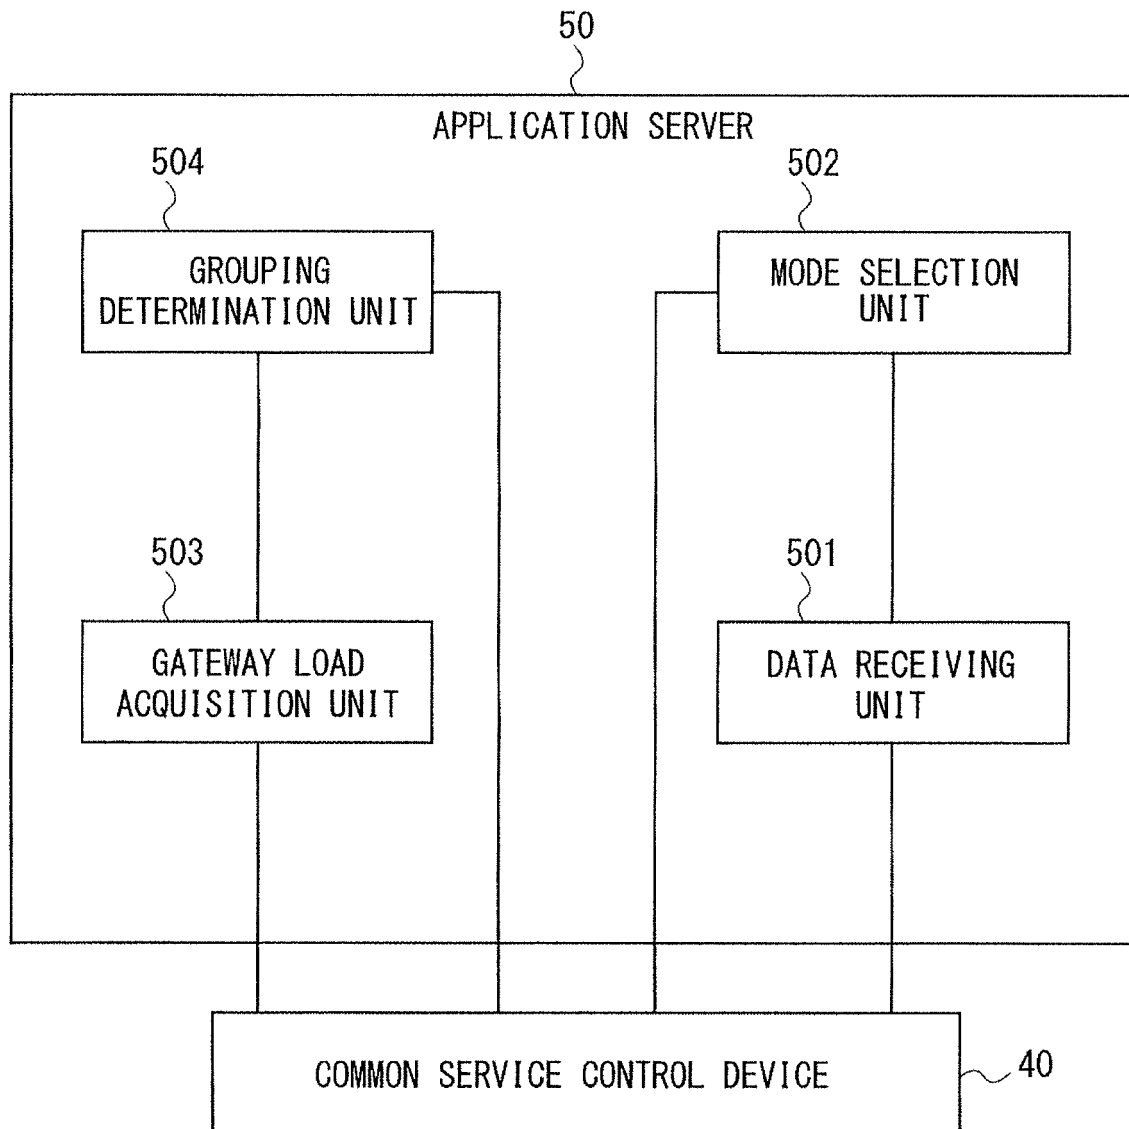 50
APPLICATION SERVER
504
502
GROUPING
DETERMINATION UNIT
MODE SELECTION
UNIT
503
501
GATEWAY LOAD
ACQUISITION UNIT
DATA RECEIVING
UNIT
COMMON SERVICE CONTROL DEVICE
40